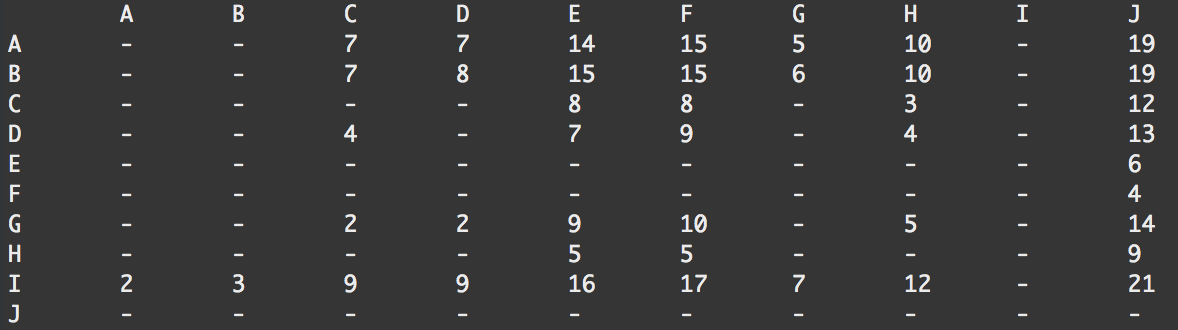 A B C D E F G H I J
A - - 7 7 14 15 5 10 - 19
B - - 7 8 15 15 6 10 - 19
C - - - - 8 8 - 3 - 12
D - - 4 - 7 9 - 4 - 13
E - - - - - - - - - 6
F - - - - - - - - - 4
G - - 2 2 9 10 - 5 - 14
H - - - - 5 5 - - - 9
I 2 3 9 9 16 17 7 12 - 21
J - - - - - - - - - -